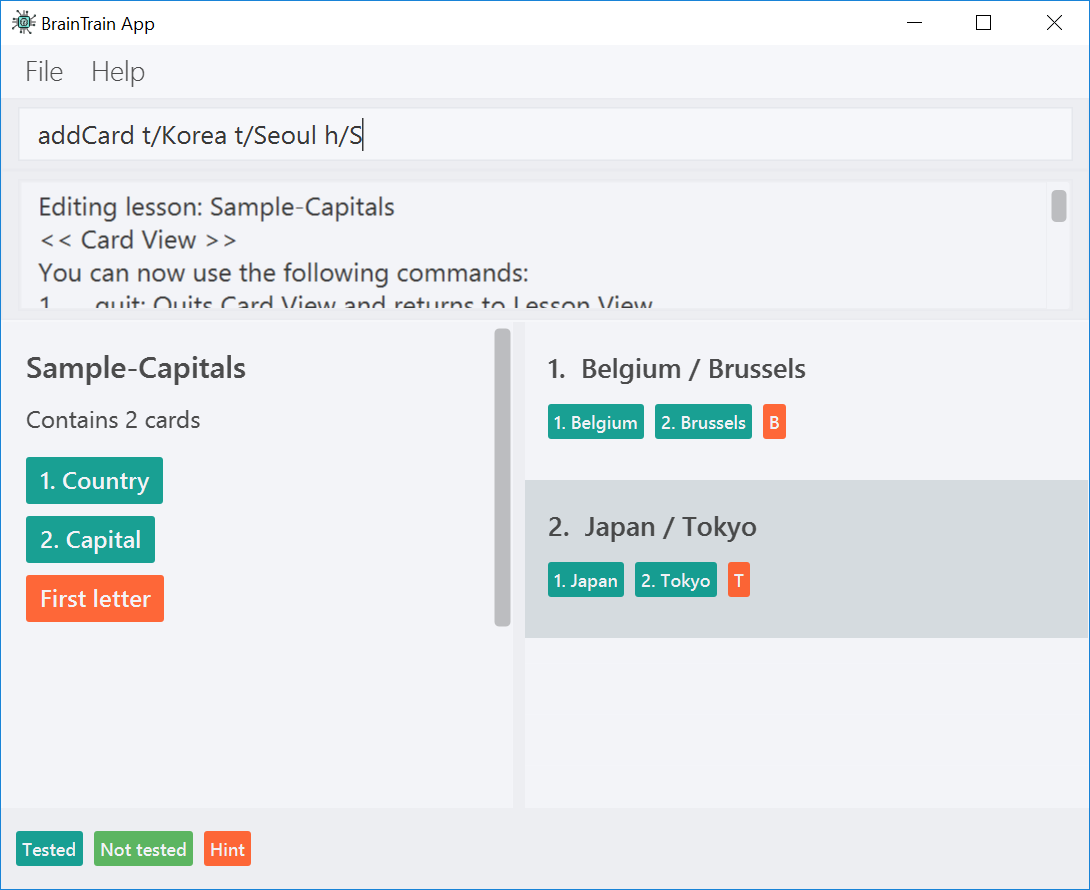 BrainTrain App
File Help
addCard t/Korea t/Seoul h/S
Editing lesson: Sample-Capitals
<< Card View >>
You can now use the following commands:
1. quit: Quits Card View and returns to Lesson View
Sample-Capitals
Contains 2 cards
1. Country
2. Capital
First letter
1. Belgium / Brussels
1. Belgium 2. Brussels B
2. Japan / Tokyo
1. Japan 2. Tokyo T
Tested Not tested Hint